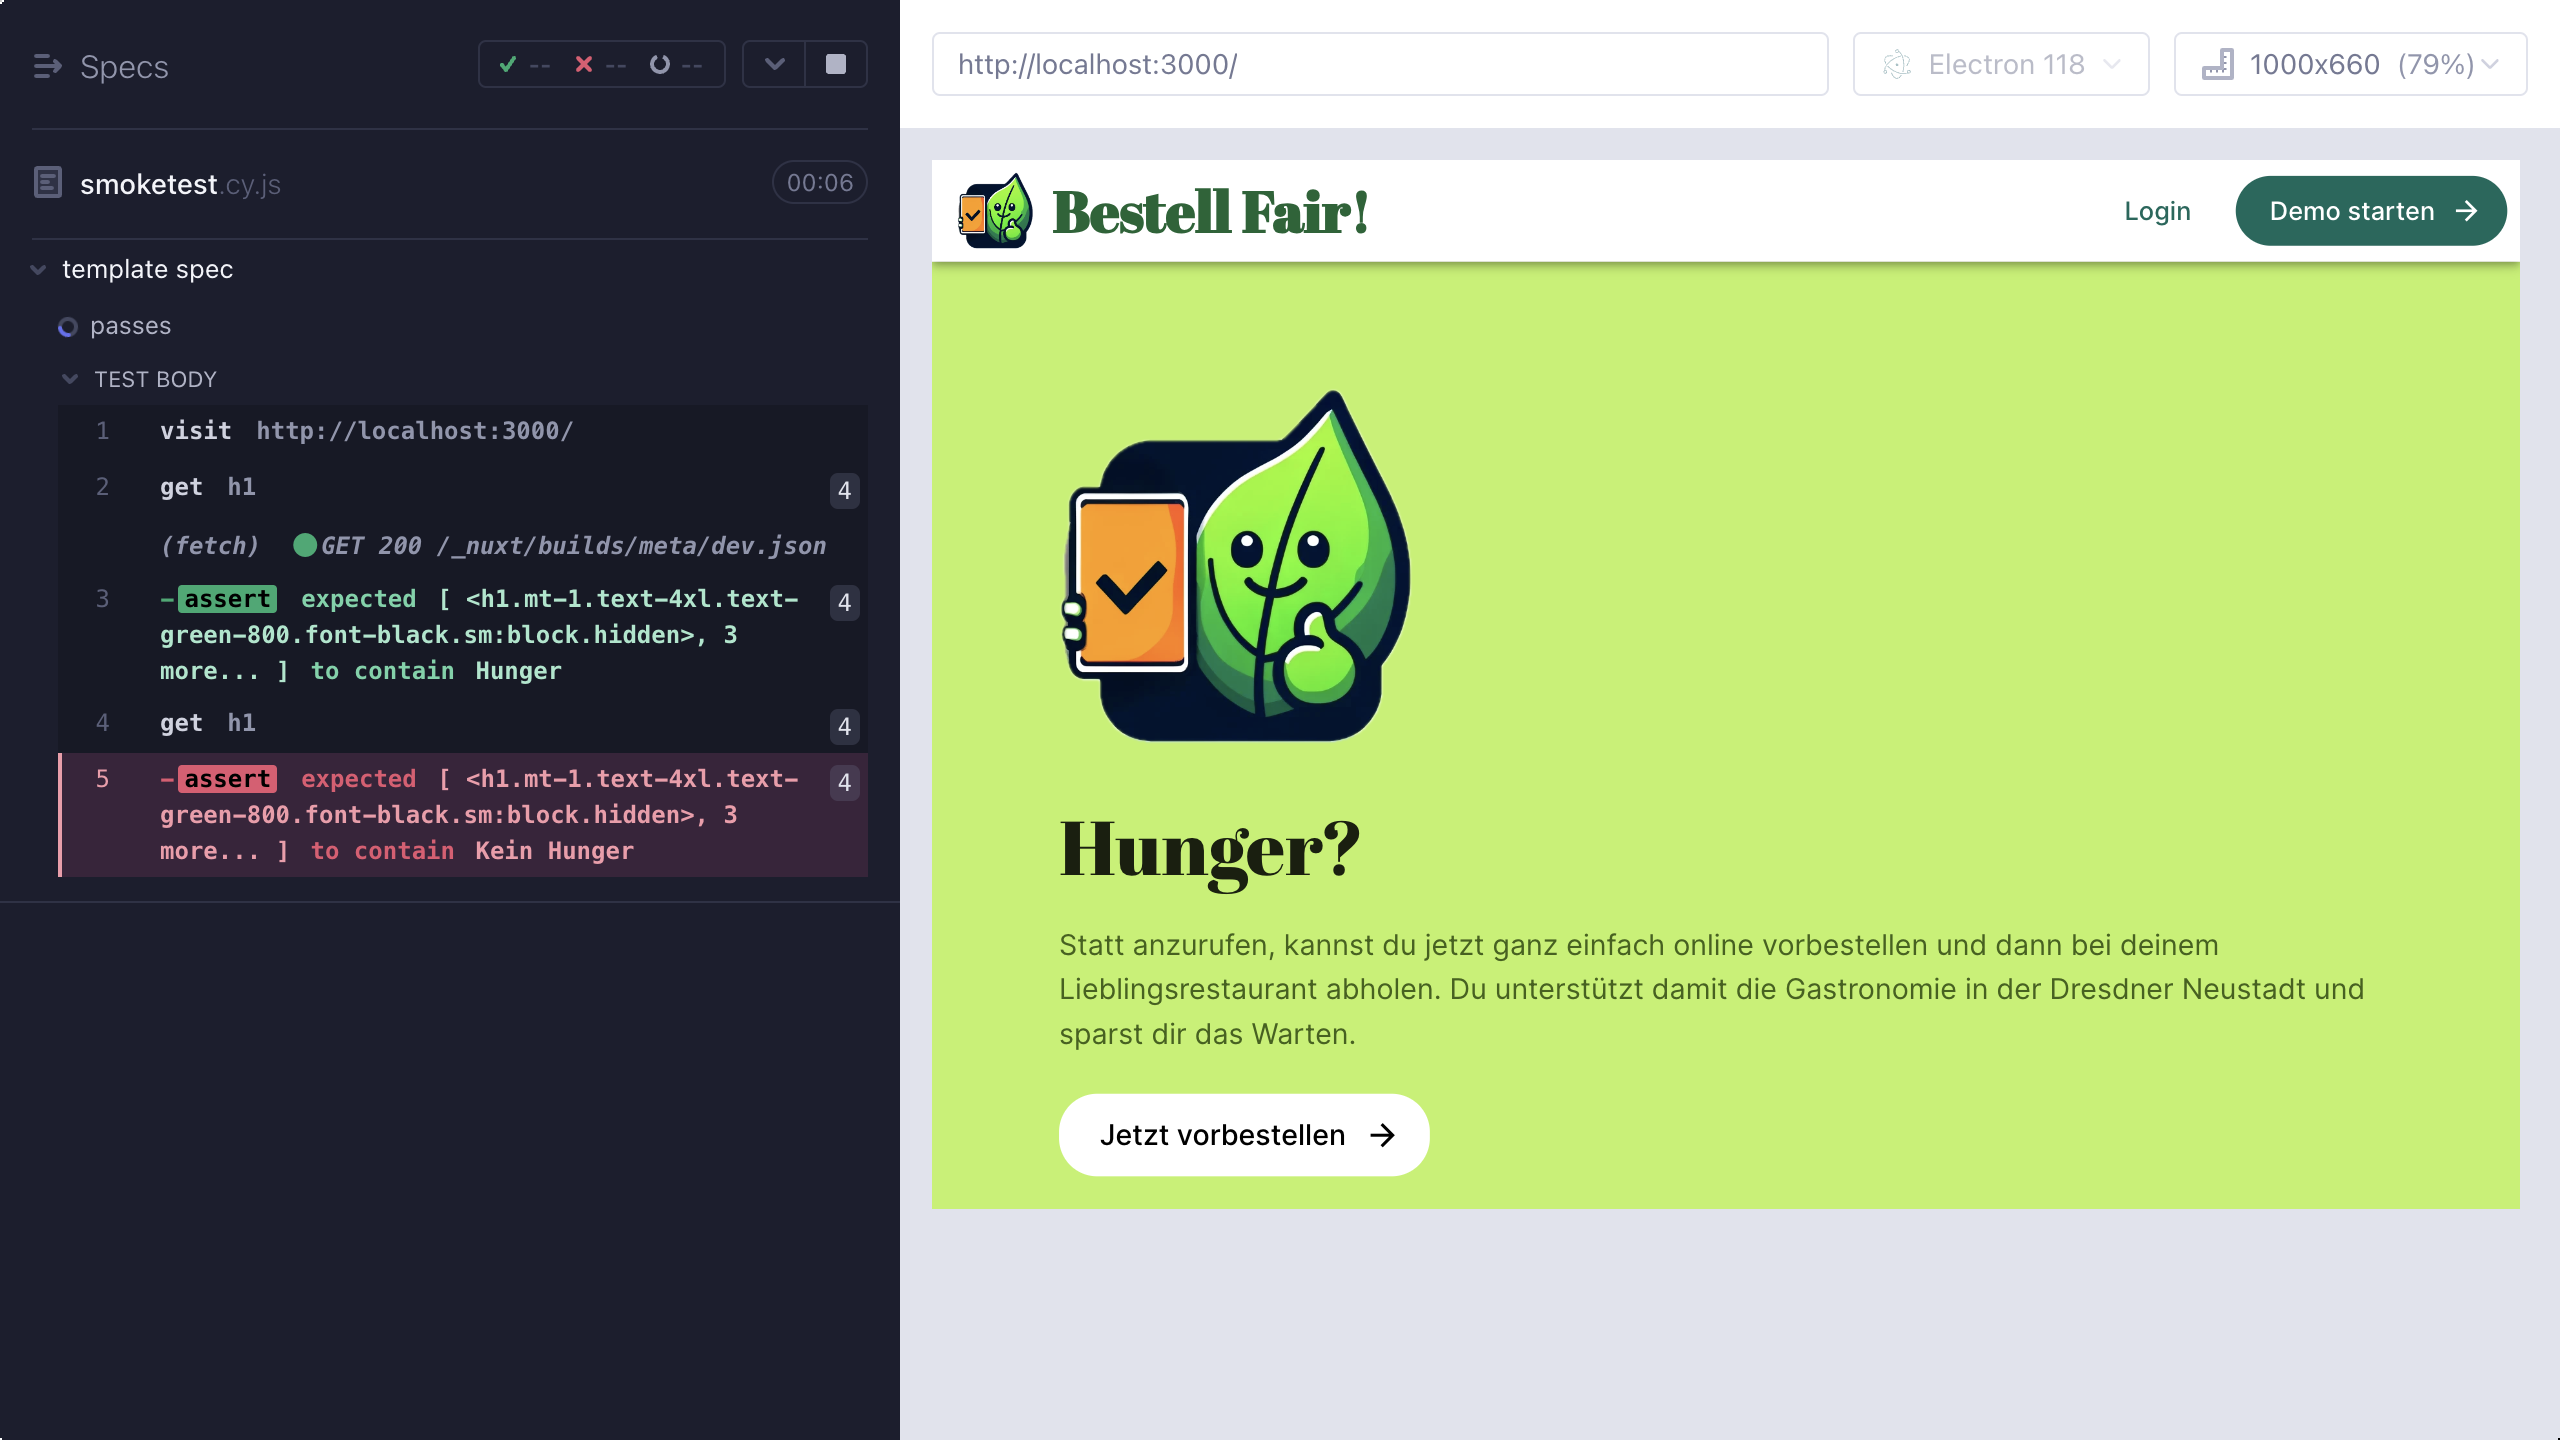 Specs
-- -- --
smoketest.cy.js
00:06
template spec
passes
TEST BODY
1 visit http://localhost:3000/
2 get h1 4
(fetch) GET 200 /_nuxt/builds/meta/dev.json
3 -assert expected [ <h1.mt-1.text-4xl.text- 4
green-800.font-black.sm:block.hidden>, 3
more... ] to contain Hunger
4 get h1 4
5 -assert expected [ <h1.mt-1.text-4xl.text- 4
green-800.font-black.sm:block.hidden>, 3
more... ] to contain Kein Hunger
http://localhost:3000/
Electron 118
1000x660 (79%)
Bestell Fair!
Login
Demo starten →
Hunger?
Statt anzurufen, kannst du jetzt ganz einfach online vorbestellen und dann bei deinem
Lieblingsrestaurant abholen. Du unterstützt damit die Gastronomie in der Dresdner Neustadt und
sparst dir das Warten.
Jetzt vorbestellen →